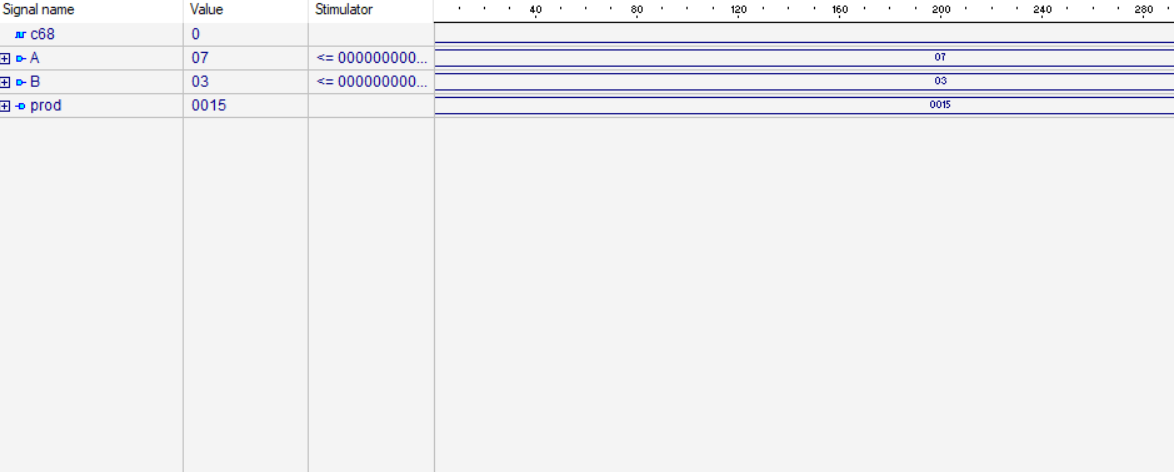 Signal name Value Stimulator 40 80 120 160 200 240 280
c68 0
A 07 <= 000000000... 07
B 03 <= 000000000... 03
prod 0015 0015